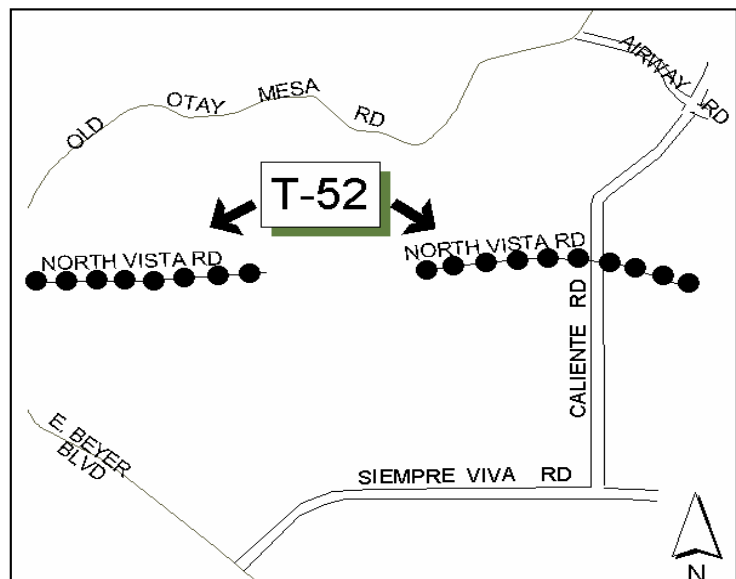 AIRWAY RD
OLD OTAY MESA RD
T-52
NORTH VISTA RD
NORTH VISTA RD
CALIENTE RD
E. BEYER
BLVD
SIEMPRE VIVA RD
N